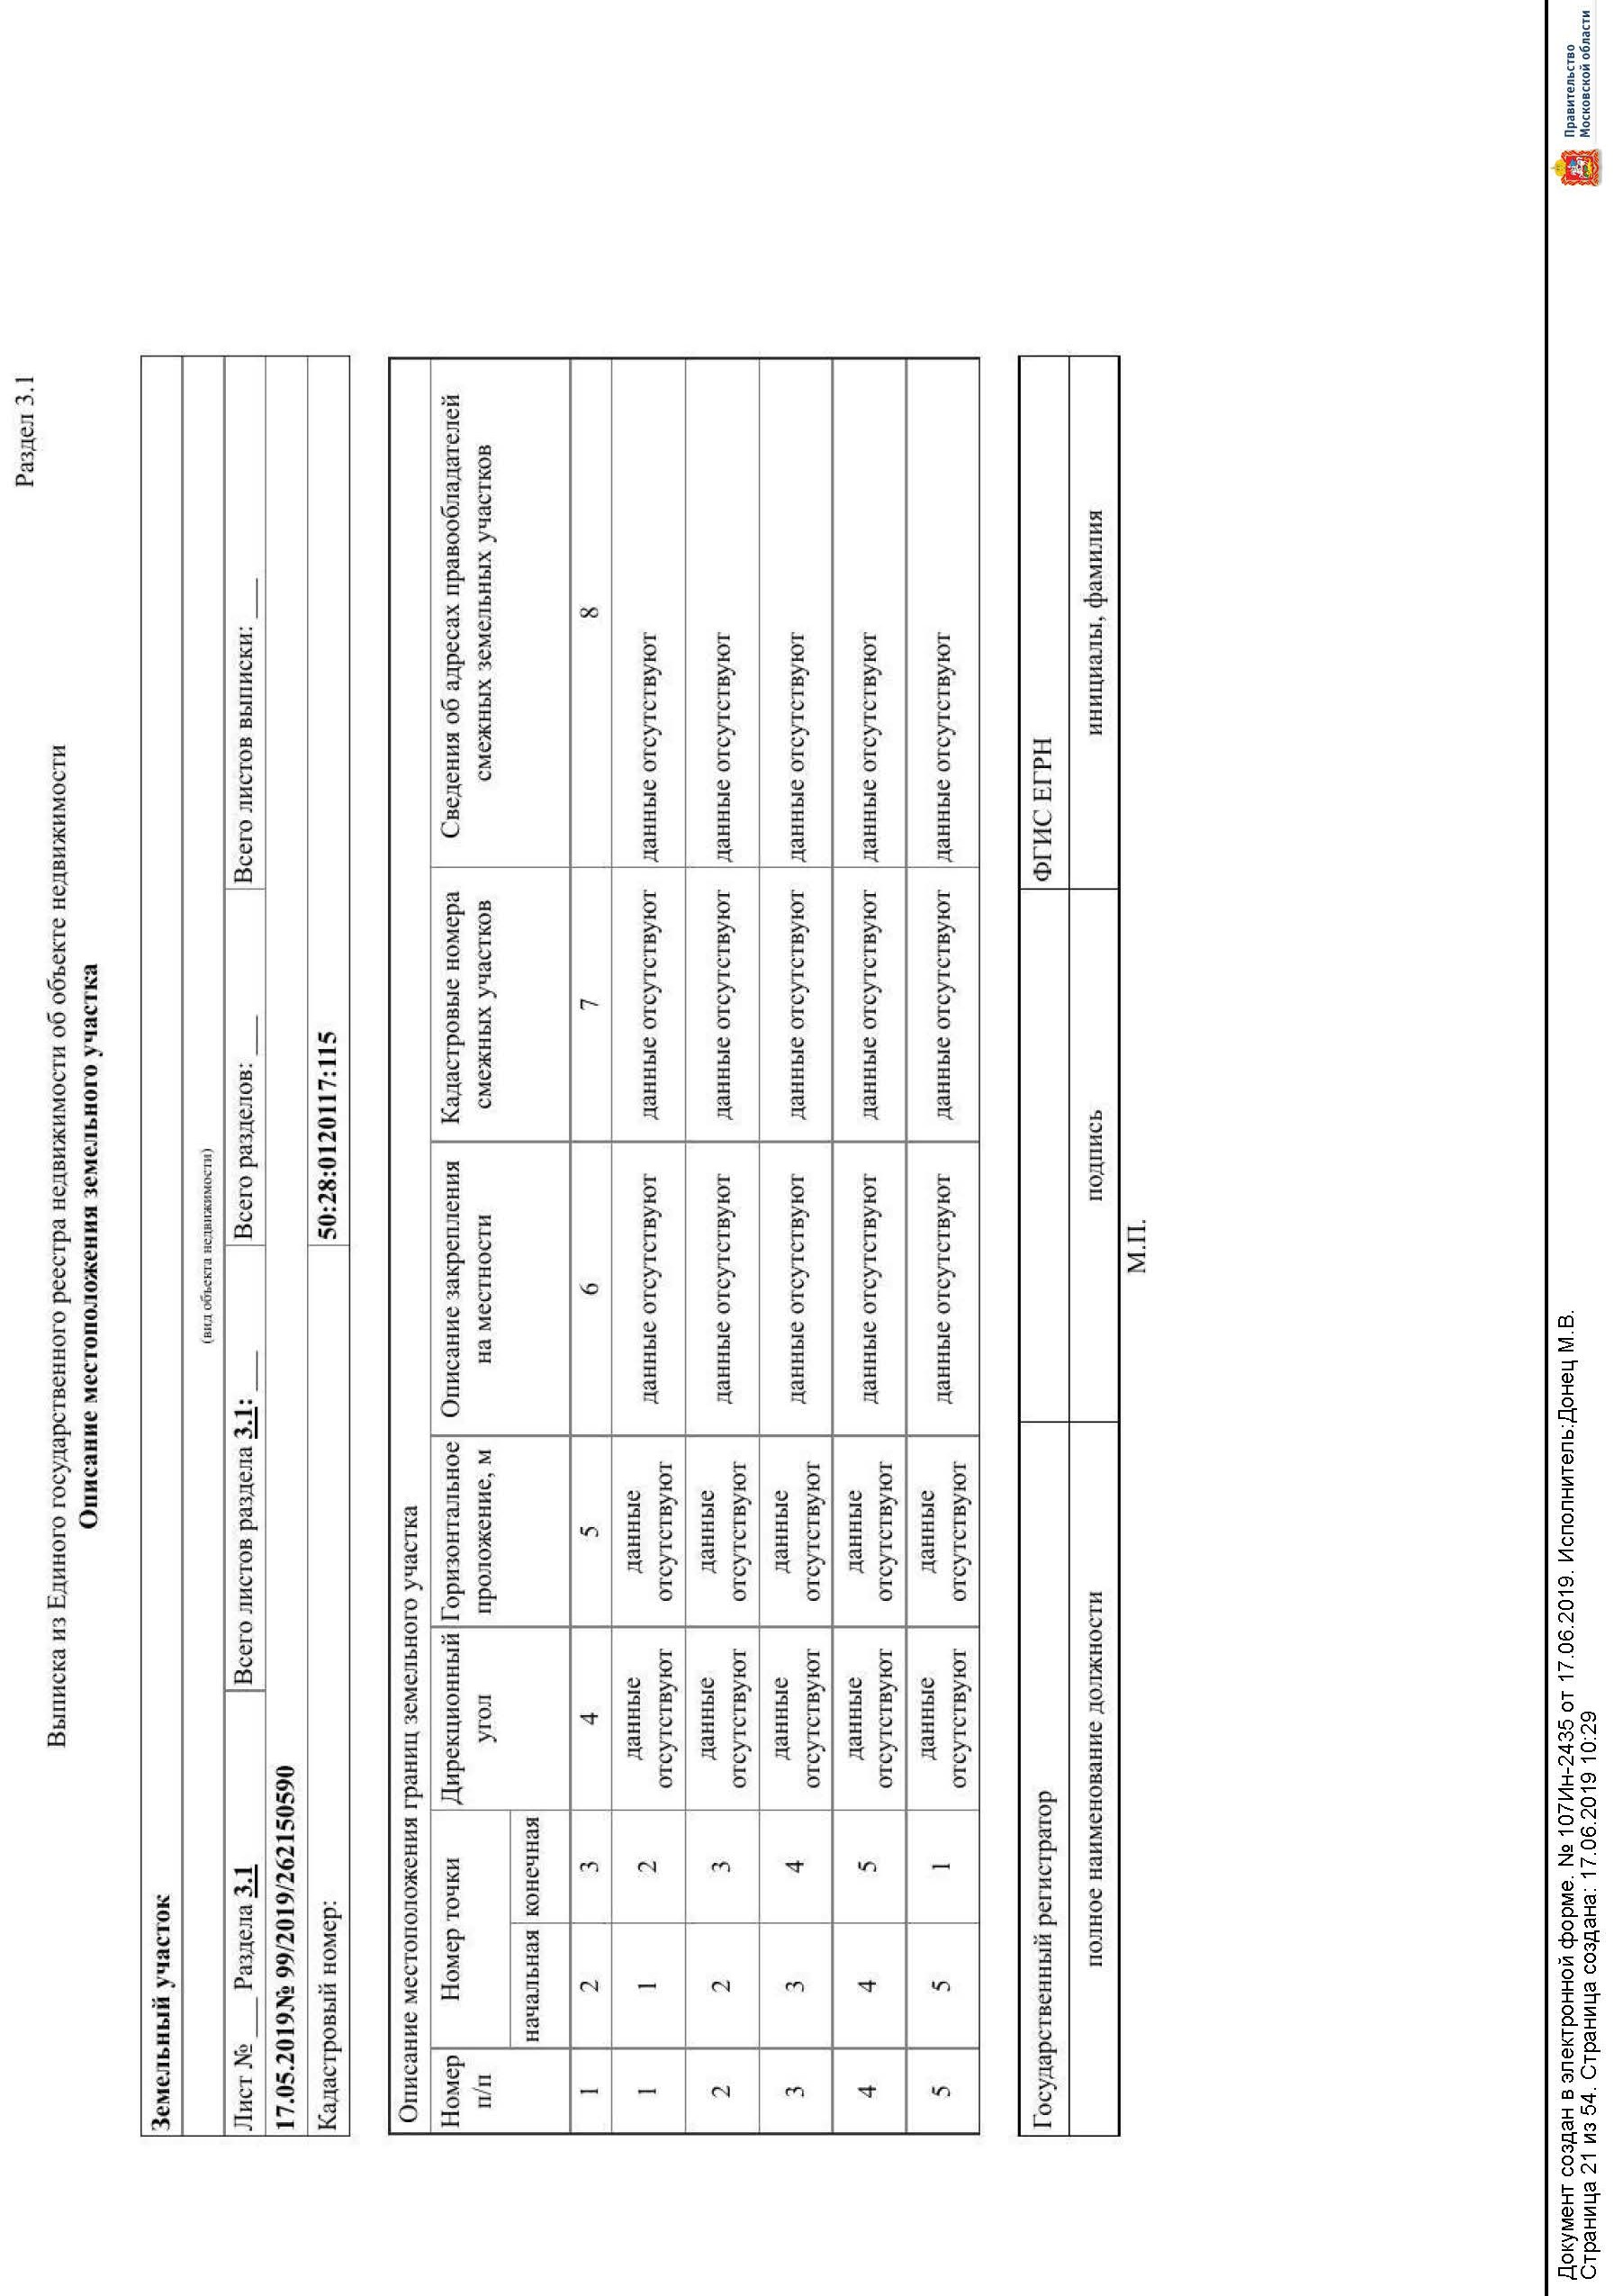 Раздел 3.1
Выписка из Единого государственного реестра недвижимости об объекте недвижимости
Описание местоположения земельного участка
Земельный участок
(вид объекта недвижимости)
Лист № ___ Раздела 3.1 Всего листов раздела 3.1: ___ Всего разделов: ___ Всего листов выписки: ___
17.05.2019№ 99/2019/262150590
Кадастровый номер: 50:28:0120117:115
Описание местоположения границ земельного участка
Номер п/п Номер точки Дирекционный угол Горизонтальное проложение, м Описание закрепления на местности Кадастровые номера смежных участков Сведения об адресах правообладателей смежных земельных участков
начальная конечная
1 2 3 4 5 6 7 8
1 1 2 данные отсутствуют данные отсутствуют данные отсутствуют данные отсутствуют данные отсутствуют
2 2 3 данные отсутствуют данные отсутствуют данные отсутствуют данные отсутствуют данные отсутствуют
3 3 4 данные отсутствуют данные отсутствуют данные отсутствуют данные отсутствуют данные отсутствуют
4 4 5 данные отсутствуют данные отсутствуют данные отсутствуют данные отсутствуют данные отсутствуют
5 5 1 данные отсутствуют данные отсутствуют данные отсутствуют данные отсутствуют данные отсутствуют
Государственный регистратор ФГИС ЕГРН
полное наименование должности подпись инициалы, фамилия
М.П.
Документ создан в электронной форме. № 107Ин-2435 от 17.06.2019. Исполнитель:Донец М.В.
Страница 21 из 54. Страница создана: 17.06.2019 10:29
Правительство
Московской области